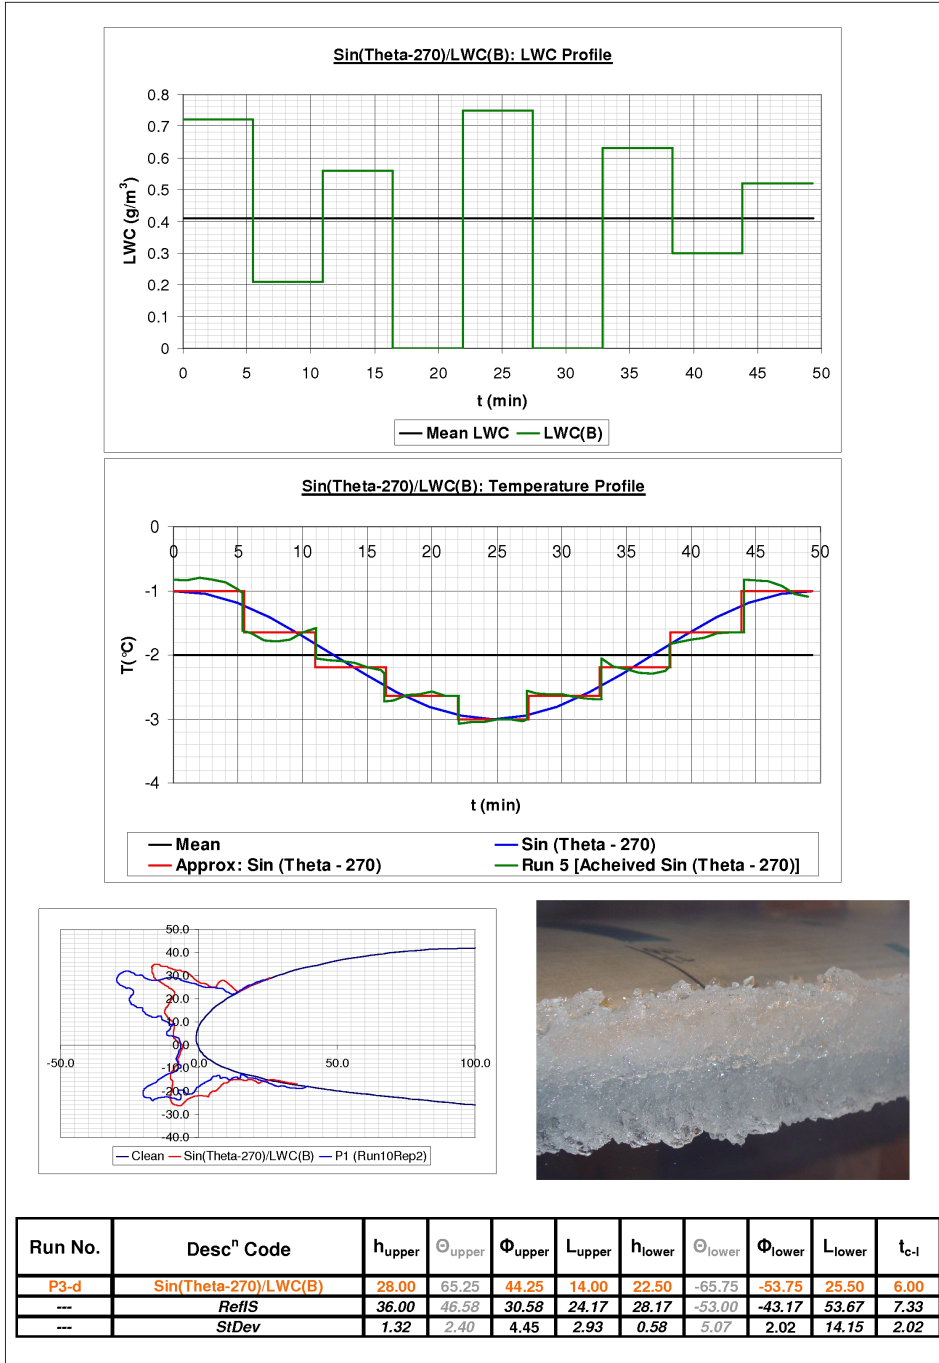 Sin(Theta-270)/LWC(B): LWC Profile
0.8
0.7
0.6
0.5
0.4
0.3
0.2
0.1
0
LWC (g/m3)
0 5 10 15 20 25 30 35 40 45 50
t (min)
Mean LWC LWC(B)
Sin(Theta-270)/LWC(B): Temperature Profile
0
0 5 10 15 20 25 30 35 40 45 50
-1
-2
-3
-4
T(°C)
t (min)
Mean Sin (Theta - 270)
Approx: Sin (Theta - 270) Run 5 [Acheived Sin (Theta - 270)]
50.0
40.0
30.0
20.0
10.0
0.0
-50.0 0.0 50.0 100.0
-10.0
-20.0
-30.0
-40.0
Clean Sin(Theta-270)/LWC(B) P1 (Run10Rep2)
Run No. Descn Code hupper Θupper Φupper Lupper hlower Θlower Φlower Llower tc-l
P3-d Sin(Theta-270)/LWC(B) 28.00 65.25 44.25 14.00 22.50 -65.75 -53.75 25.50 6.00
--- RefIS 36.00 46.58 30.58 24.17 28.17 -53.00 -43.17 53.67 7.33
--- StDev 1.32 2.40 4.45 2.93 0.58 5.07 2.02 14.15 2.02